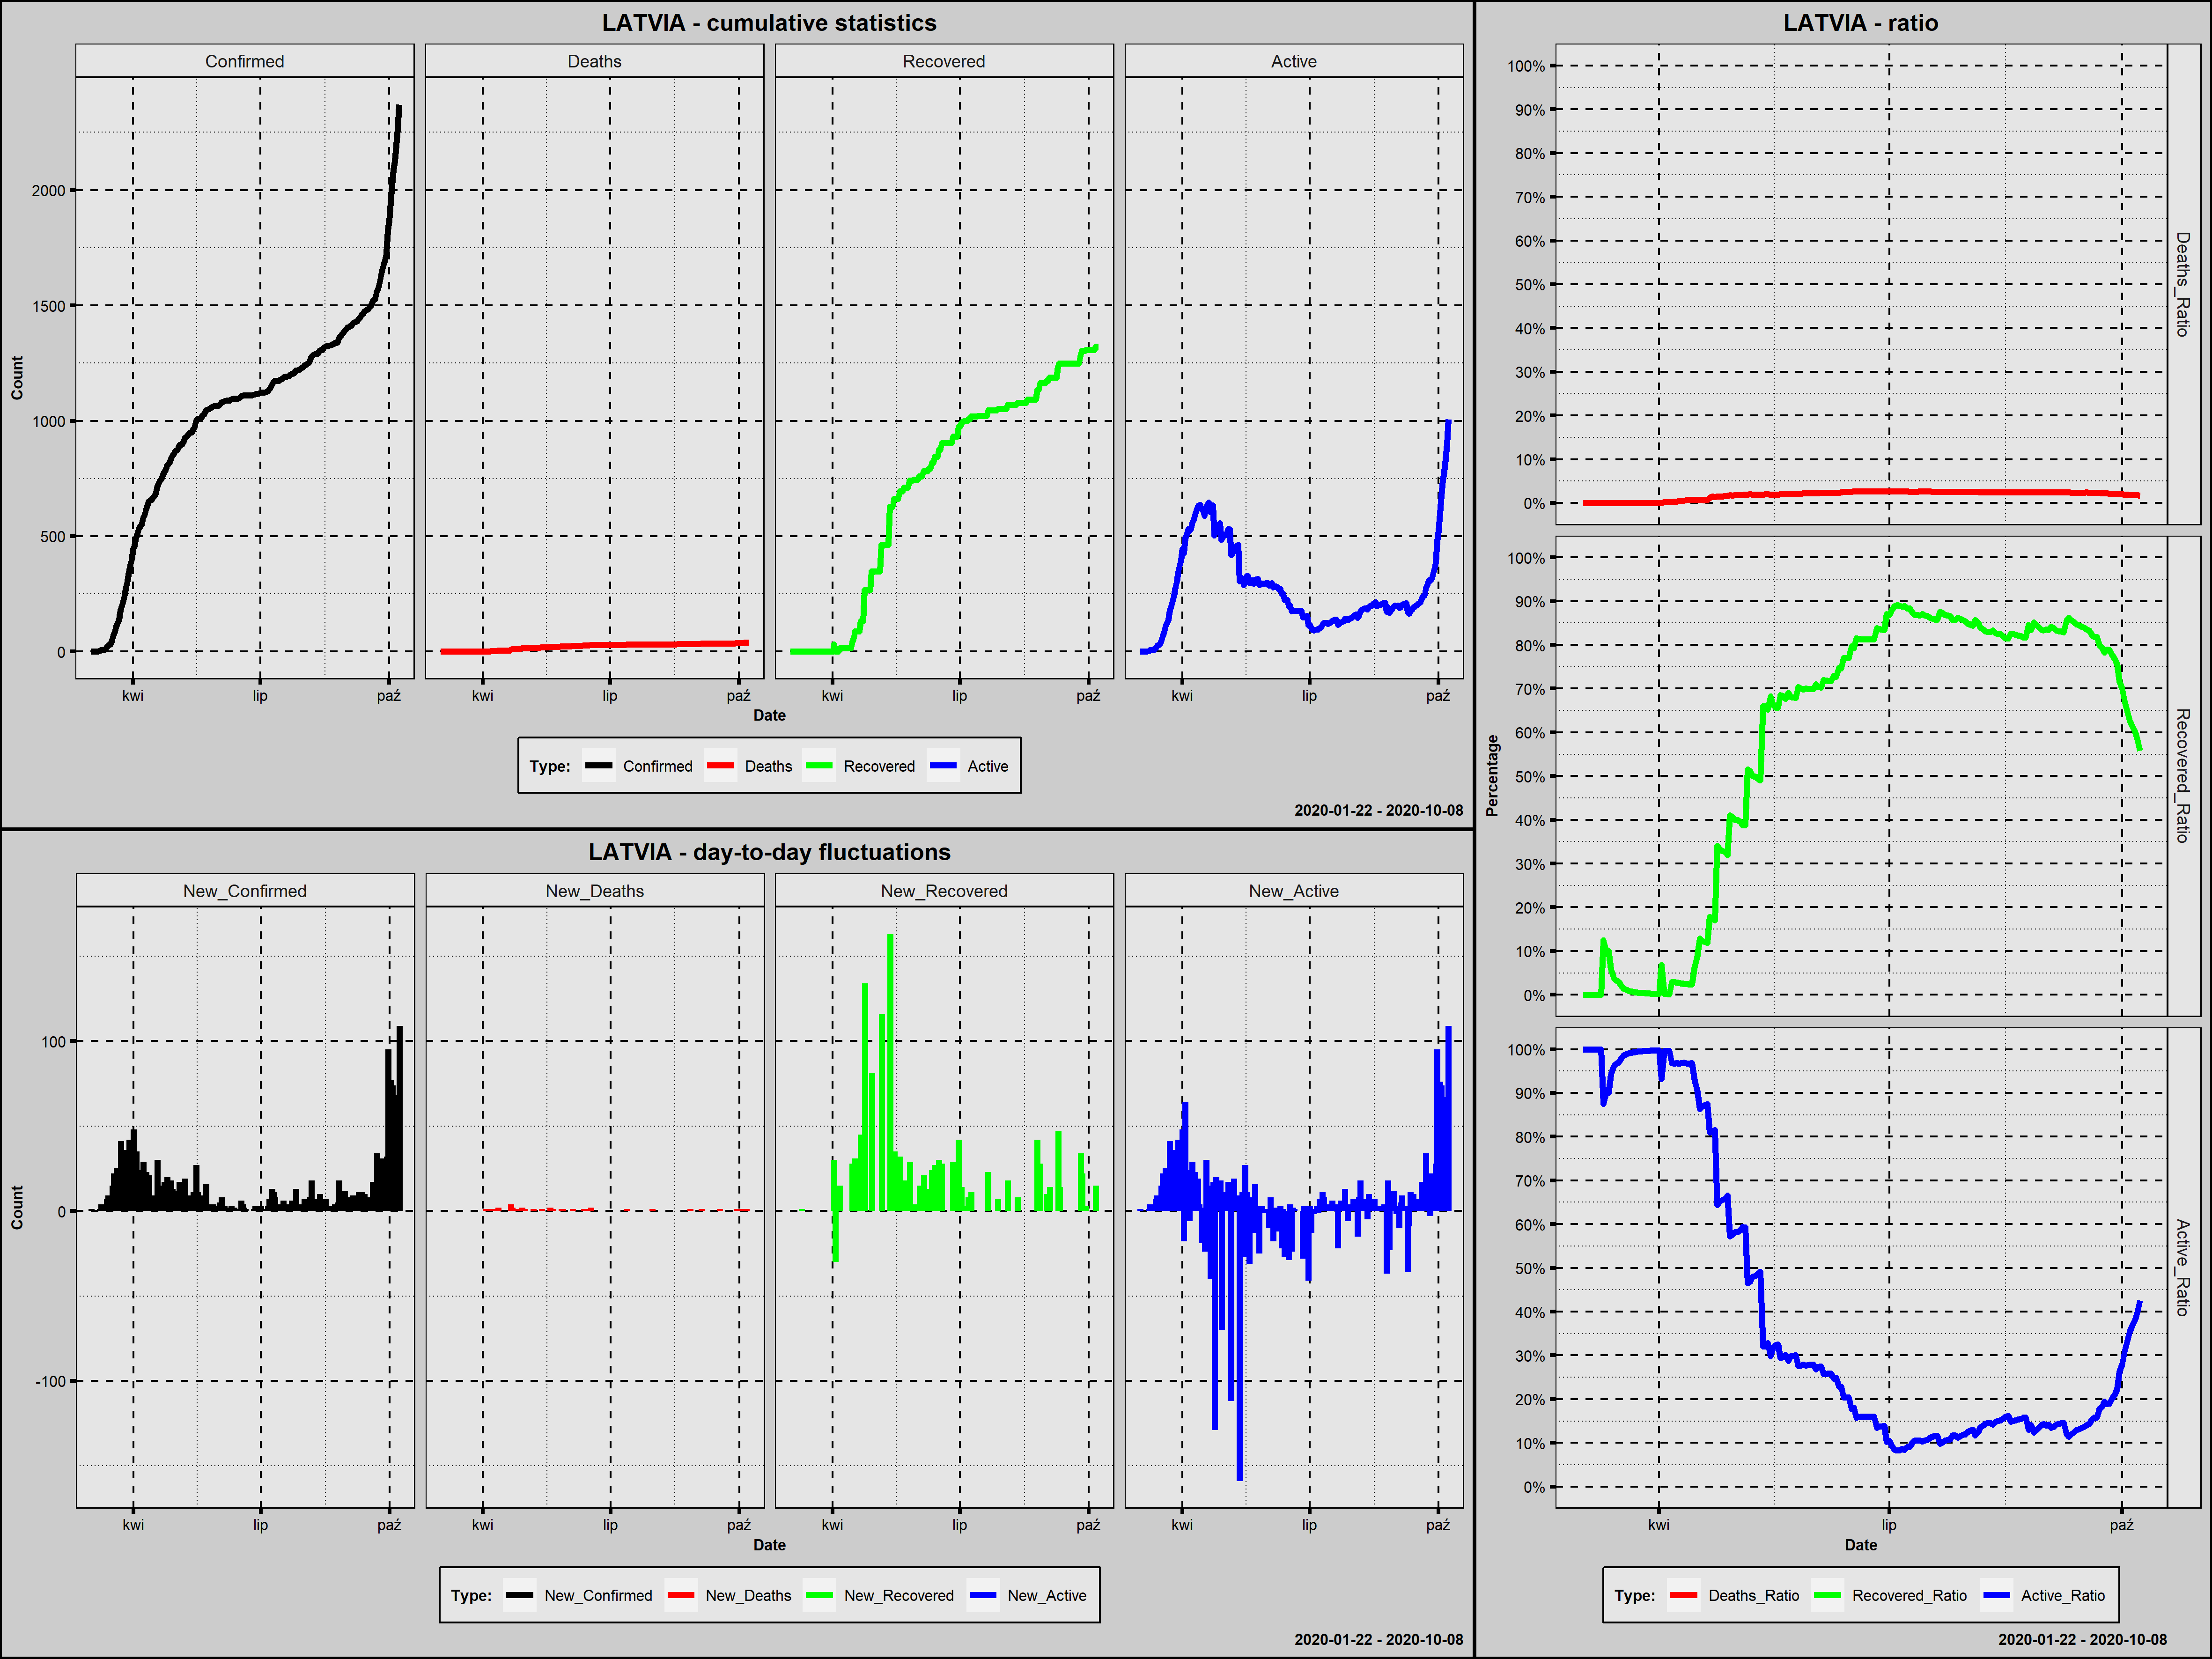 LATVIA - cumulative statistics
Confirmed Deaths Recovered Active
Count
2000
1500
1000
500
0
kwi lip paź kwi lip paź kwi lip paź kwi lip paź
Date
Type: Confirmed Deaths Recovered Active
2020-01-22 - 2020-10-08
LATVIA - day-to-day fluctuations
New_Confirmed New_Deaths New_Recovered New_Active
Count
100
0
-100
kwi lip paź kwi lip paź kwi lip paź kwi lip paź
Date
Type: New_Confirmed New_Deaths New_Recovered New_Active
2020-01-22 - 2020-10-08
LATVIA - ratio
Percentage
100%
90%
80%
70%
60%
50%
40%
30%
20%
10%
0%
Deaths_Ratio
100%
90%
80%
70%
60%
50%
40%
30%
20%
10%
0%
Recovered_Ratio
100%
90%
80%
70%
60%
50%
40%
30%
20%
10%
0%
Active_Ratio
kwi lip paź
Date
Type: Deaths_Ratio Recovered_Ratio Active_Ratio
2020-01-22 - 2020-10-08